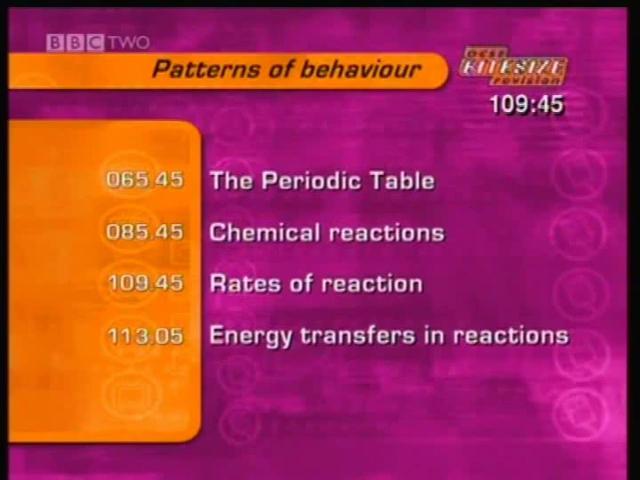 BBC TWO
Patterns of behaviour
GCSE
BITESIZE
revision
109:45
065.45 The Periodic Table
085.45 Chemical reactions
109.45 Rates of reaction
113.05 Energy transfers in reactions